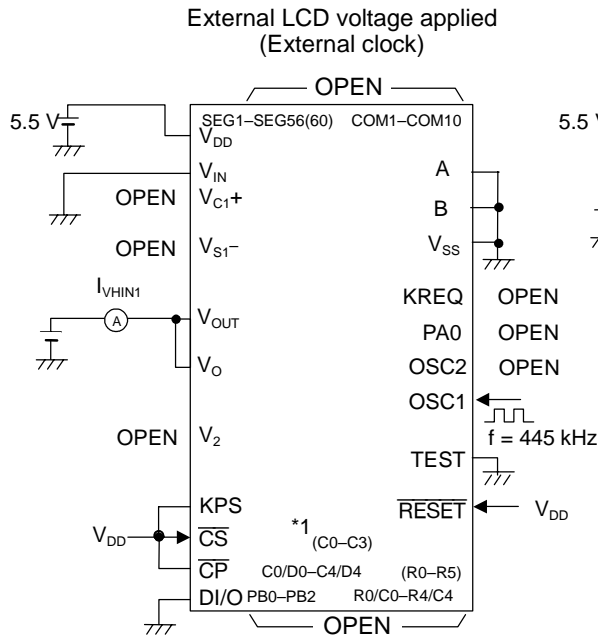 External LCD voltage applied
(External clock)
OPEN
5.5 V
SEG1–SEG56(60) COM1–COM10
5.5 V
VDD
VIN
A
OPEN VC1+
B
OPEN VS1–
VSS
IVHIN1
A
VOUT
KREQ OPEN
PA0 OPEN
VO
OSC2 OPEN
OSC1
OPEN V2
f = 445 kHz
TEST
KPS
RESET VDD
VDD
CS
*1
(C0–C3)
CP
C0/D0–C4/D4 (R0–R5)
DI/O PB0–PB2 R0/C0–R4/C4
OPEN